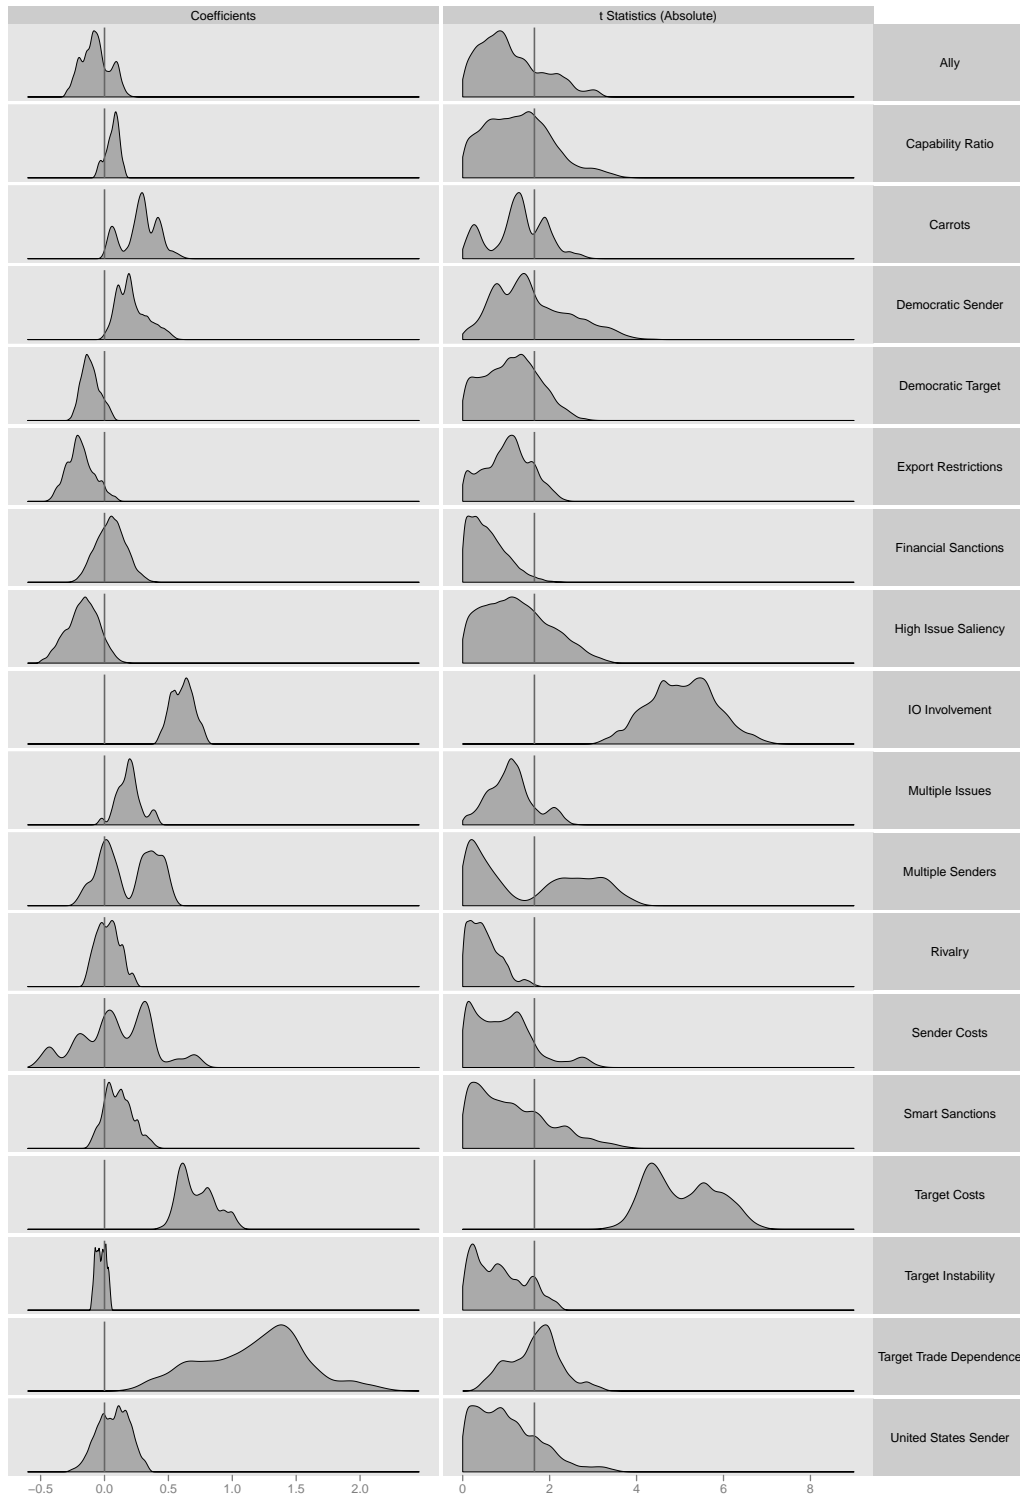 Coefficients
t Statistics (Absolute)
Ally
Capability Ratio
Carrots
Democratic Sender
Democratic Target
Export Restrictions
Financial Sanctions
High Issue Saliency
IO Involvement
Multiple Issues
Multiple Senders
Rivalry
Sender Costs
Smart Sanctions
Target Costs
Target Instability
Target Trade Dependence
United States Sender
−0.5 0.0 0.5 1.0 1.5 2.0
0 2 4 6 8